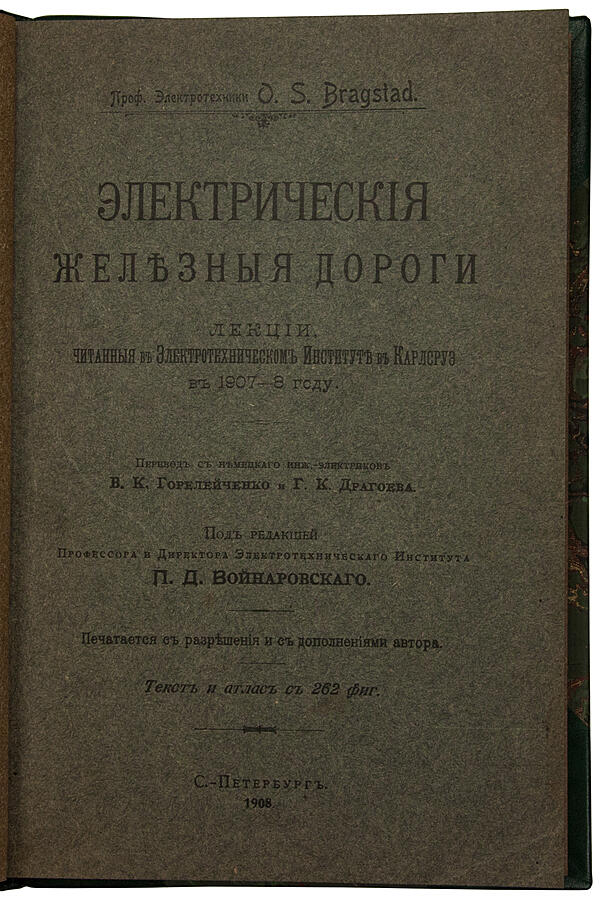 Проф. Электротехники O. S. Bragstad.
ЭЛЕКТРИЧЕСКІЯ
ЖЕЛѢЗНЫЯ ДОРОГИ
ЛЕКЦІИ,
ЧИТАННЫЯ ВЪ ЭЛЕКТРОТЕХНИЧЕСКОМЪ ИНСТИТУТѢ ВЪ КАРЛСРУЭ
въ 1907—8 году.
Переводъ съ нѣмецкаго инж.-электриковъ
В. К. Горелейченко и Г. К. Драгоева.
Подъ редакціей
Профессора и Директора Электротехническаго Института
П. Д. Войнаровскаго.
Печатается съ разрѣшенія и съ дополненіями автора.
Текстъ и атласъ съ 262 фиг.
С.-Петербургъ.
1908